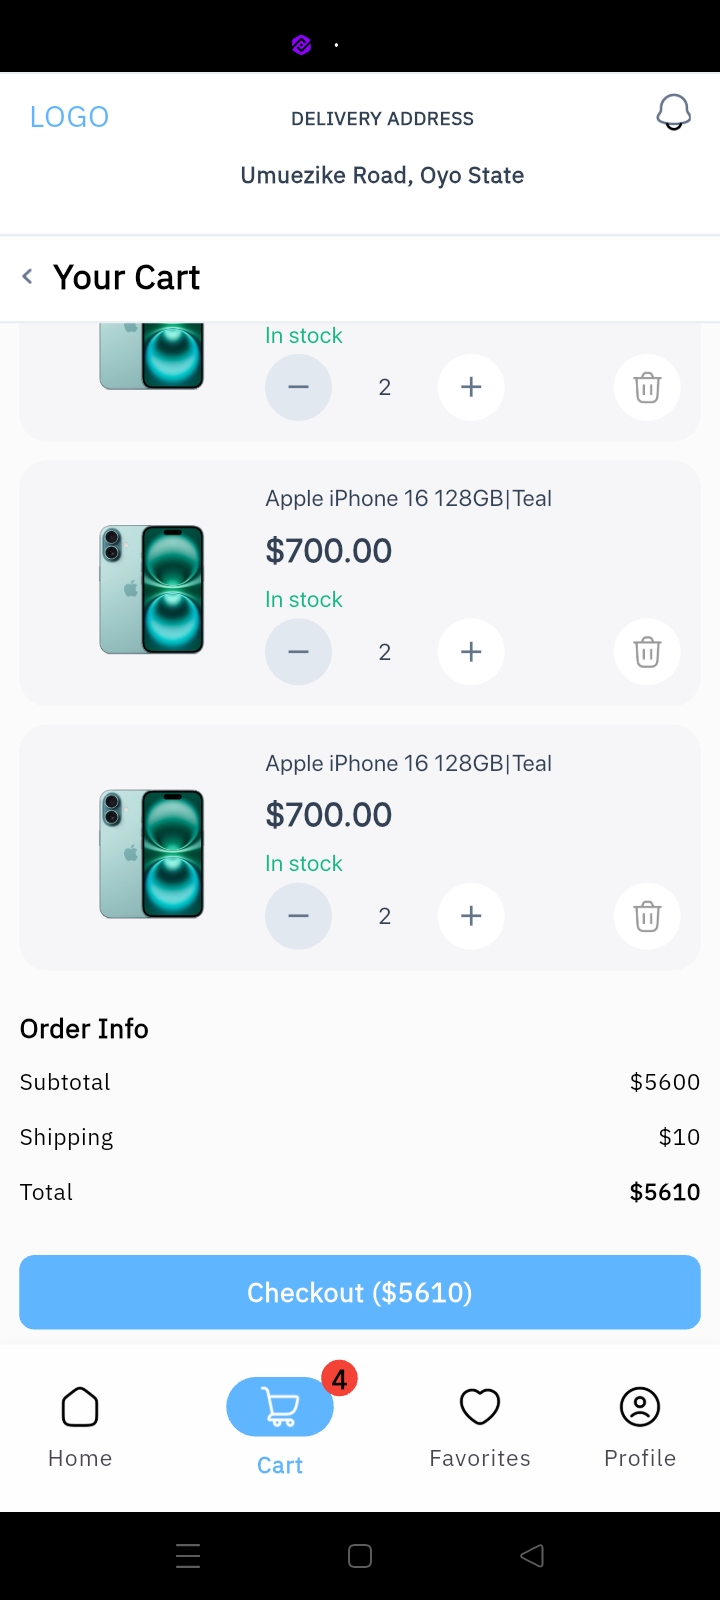 LOGO
DELIVERY ADDRESS
Umuezike Road, Oyo State
Your Cart
In stock
2
Apple iPhone 16 128GB|Teal
$700.00
In stock
2
Apple iPhone 16 128GB|Teal
$700.00
In stock
2
Order Info
Subtotal $5600
Shipping $10
Total $5610
Checkout ($5610)
4
Home Cart Favorites Profile